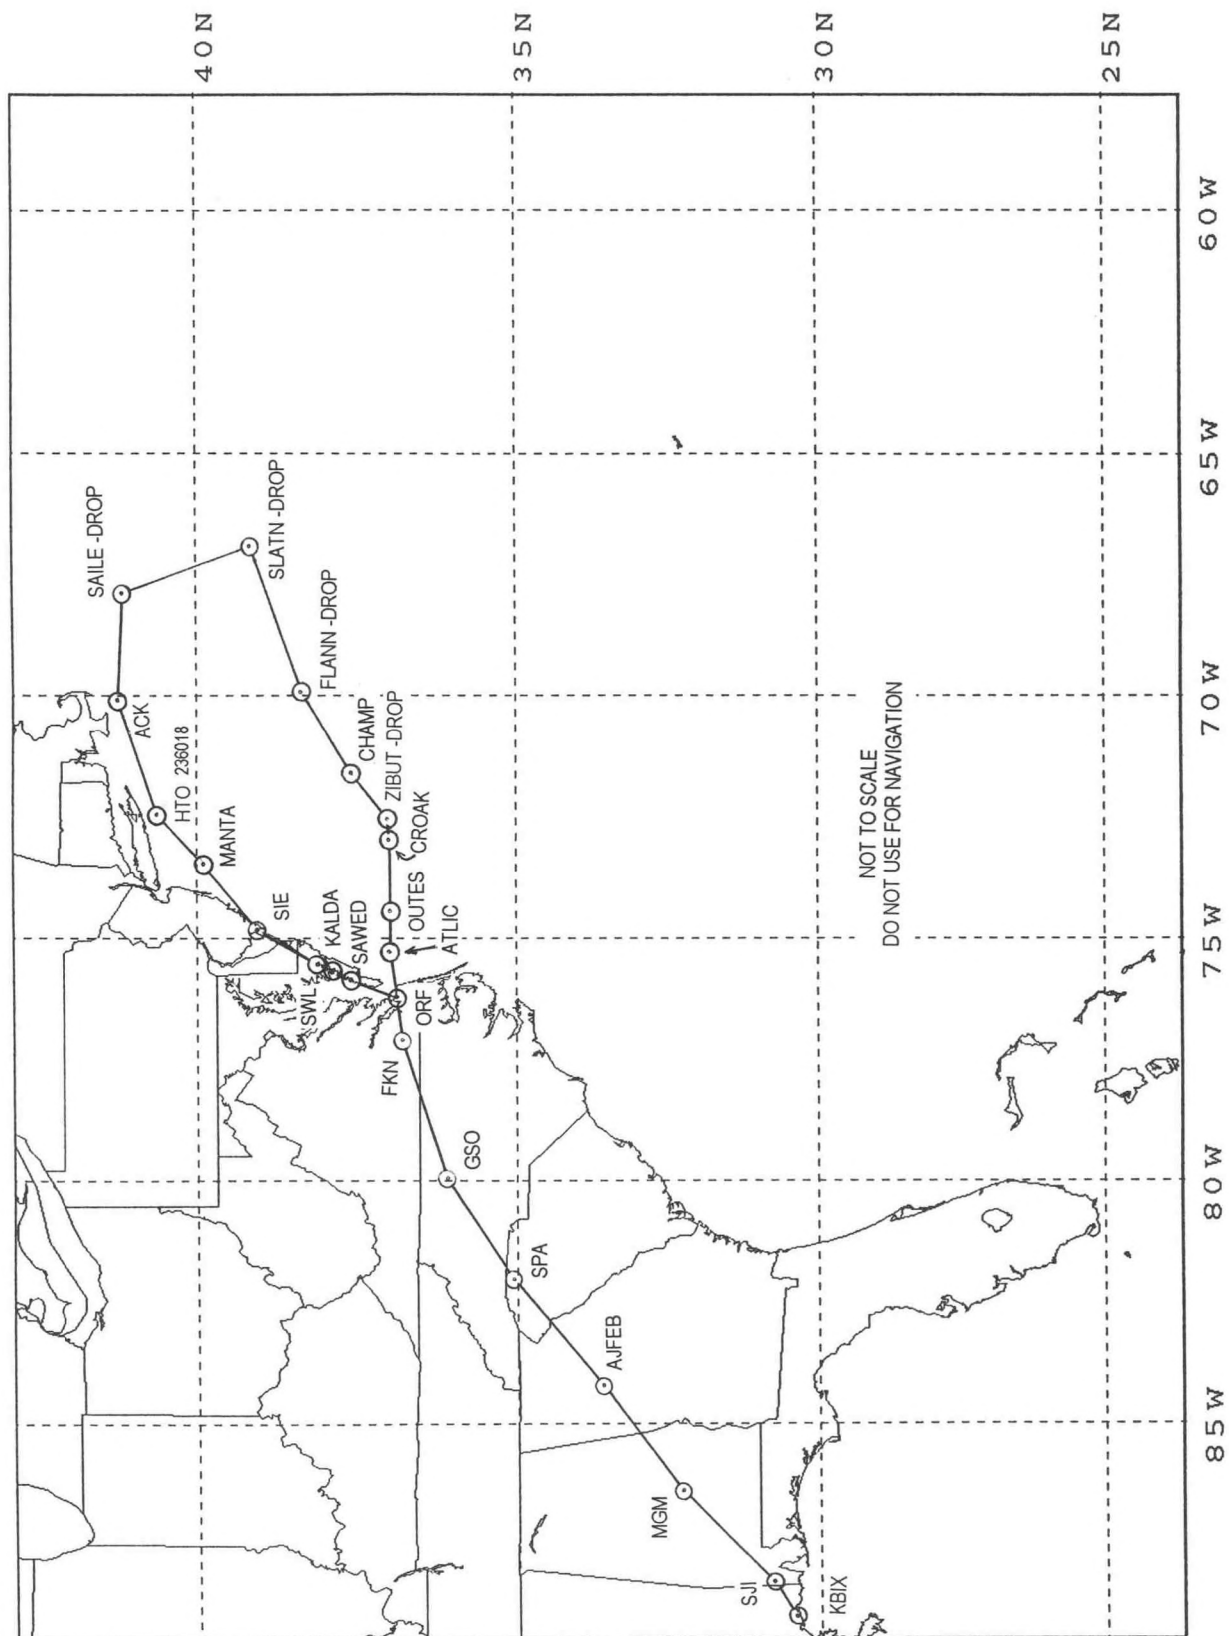 40N
35N
30N
25N
60W
65W
70W
75W
80W
85W
SAILE -DROP
SLATN -DROP
FLANN -DROP
ACK
HTO 236018
CHAMP
ZIBUT -DROP
MANTA
CROAK
SIE
OUTES
KALDA
SAWED
ATLIC
SWL
ORF
FKN
GSO
SPA
AJFEB
MGM
SJI
KBIX
NOT TO SCALE
DO NOT USE FOR NAVIGATION